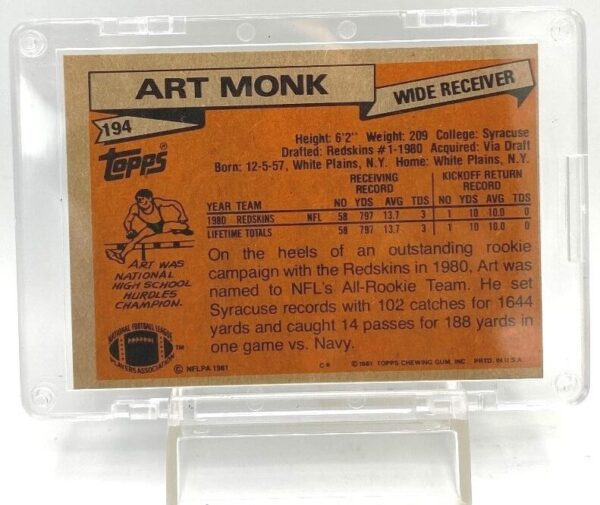 ART MONK
WIDE RECEIVER
194
TOPPS®
Height: 6'2" Weight: 209 College: Syracuse
Drafted: Redskins #1-1980 Acquired: Via Draft
Born: 12-5-57, White Plains, N.Y. Home: White Plains, N.Y.
RECEIVING RECORD KICKOFF RETURN RECORD
YEAR TEAM NO YDS AVG TDS NO YDS AVG TDS
1980 REDSKINS NFL 58 797 13.7 3 1 10 10.0 0
LIFETIME TOTALS 58 797 13.7 3 1 10 10.0 0
ART WAS
NATIONAL
HIGH SCHOOL
HURDLES
CHAMPION.
On the heels of an outstanding rookie
campaign with the Redskins in 1980, Art was
named to NFL's All-Rookie Team. He set
Syracuse records with 102 catches for 1644
yards and caught 14 passes for 188 yards in
one game vs. Navy.
NATIONAL FOOTBALL LEAGUE
PLAYERS ASSOCIATION
TM
© NFLPA 1981
© 1981 TOPPS CHEWING GUM, INC. PRTD. IN U.S.A.